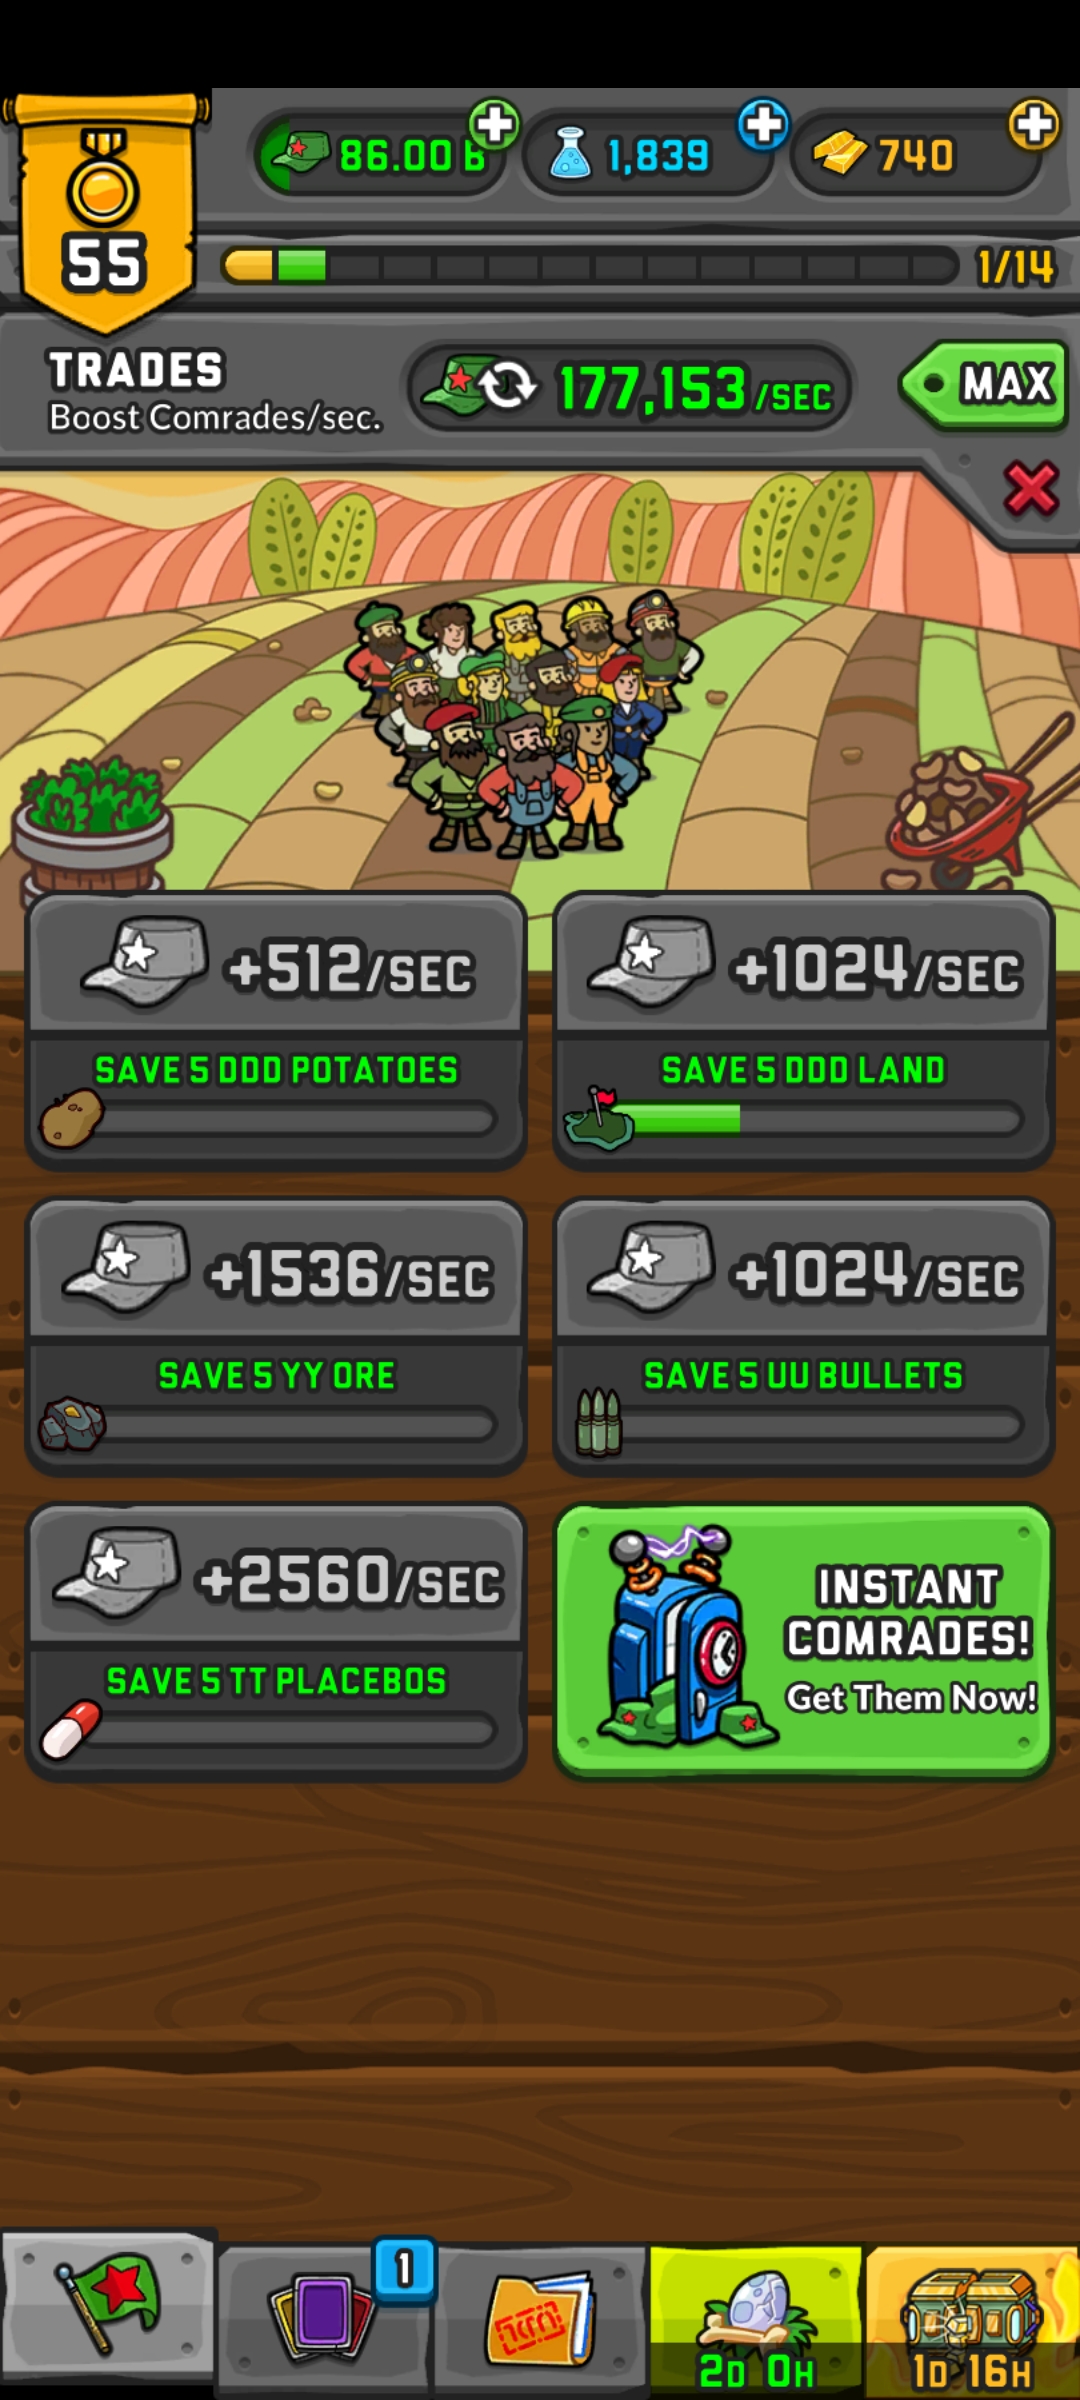 55
86.00 B
1,839
740
1/14
TRADES
Boost Comrades/sec.
177,153/SEC
MAX
+512/SEC
SAVE 5 DDD POTATOES
+1024/SEC
SAVE 5 DDD LAND
+1536/SEC
SAVE 5 YY ORE
+1024/SEC
SAVE 5 UU BULLETS
+2560/SEC
SAVE 5 TT PLACEBOS
INSTANT
COMRADES!
Get Them Now!
1
2D 0H
1D 16H